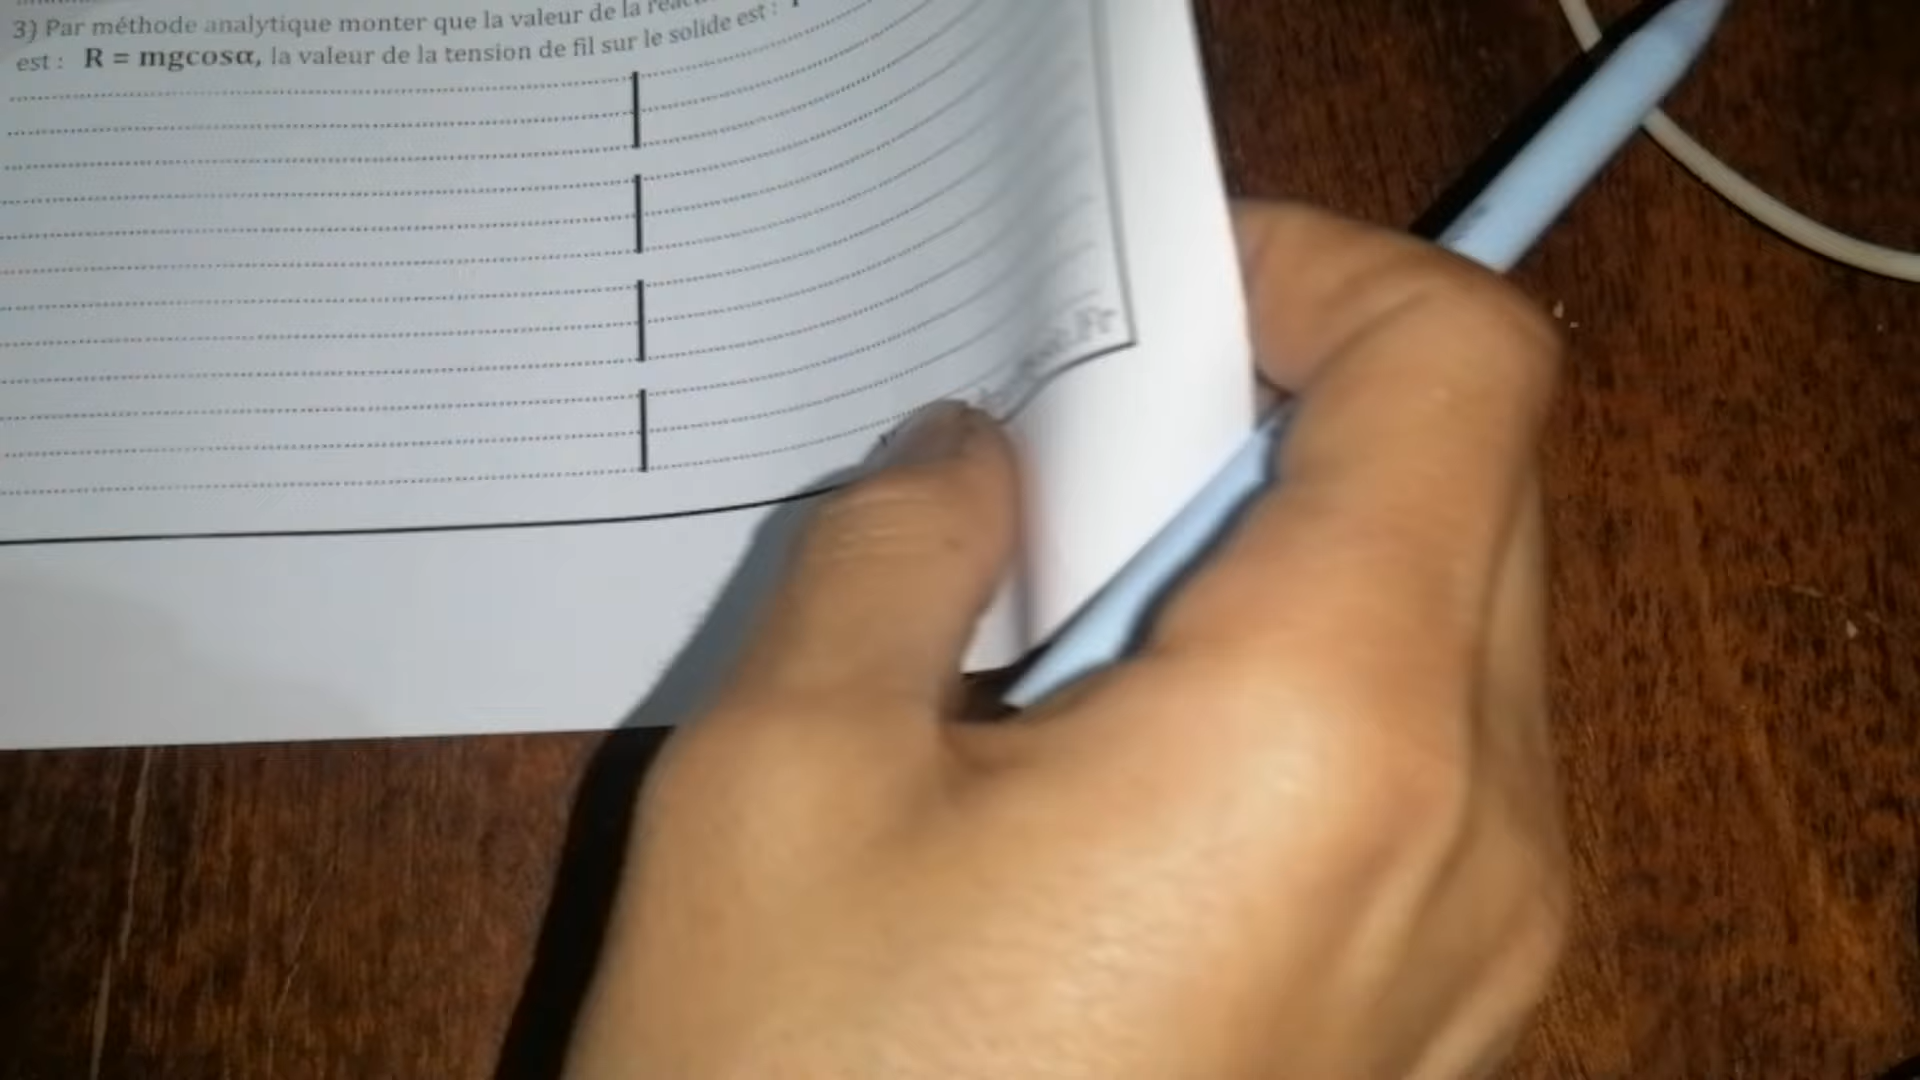 3) Par méthode analytique monter que la valeur de la
est : R = mgcosα, la valeur de la tension de fil sur le solide est :